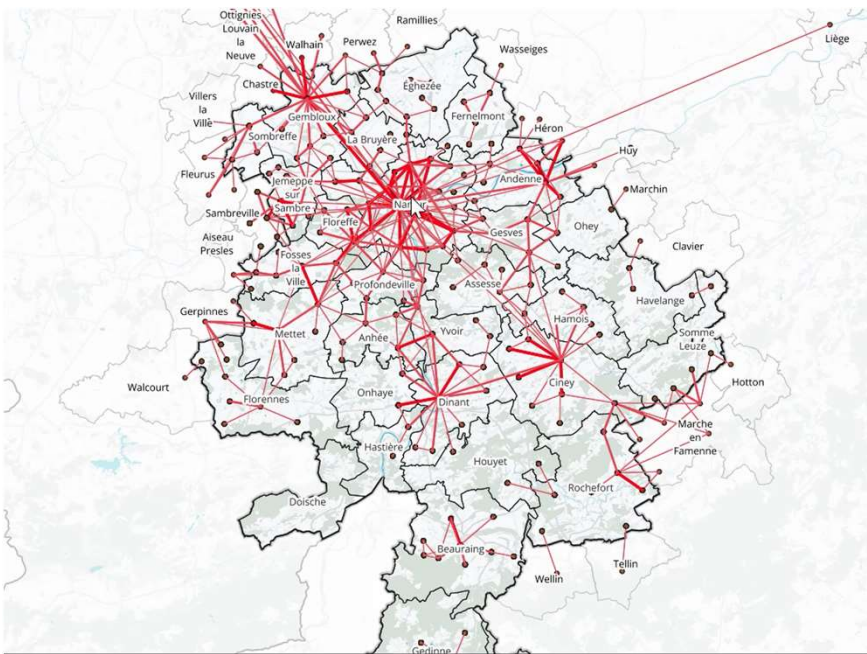 Ottignies
Louvain
la
Neuve
Ramillies
Walhain
Perwez
Liège
Wasseiges
Chastre
Éghezée
Villers
la
Ville
Gembloux
Fernelmont
Sombreffe
La Bruyère
Héron
Huy
Fleurus
Jemeppe
sur
Sambre
Andenne
Marchin
Sambreville
Floreffe
Gesves
Ohey
Aiseau
Presles
Fosses
la
Ville
Clavier
Profondeville
Assesse
Havelange
Gerpinnes
Mettet
Anhée
Yvoir
Hamois
Somme
Leuze
Walcourt
Florennes
Onhaye
Dinant
Ciney
Hotton
Marche
en
Famenne
Hastière
Houyet
Rochefort
Doische
Beauraing
Wellin
Tellin
Gedinne